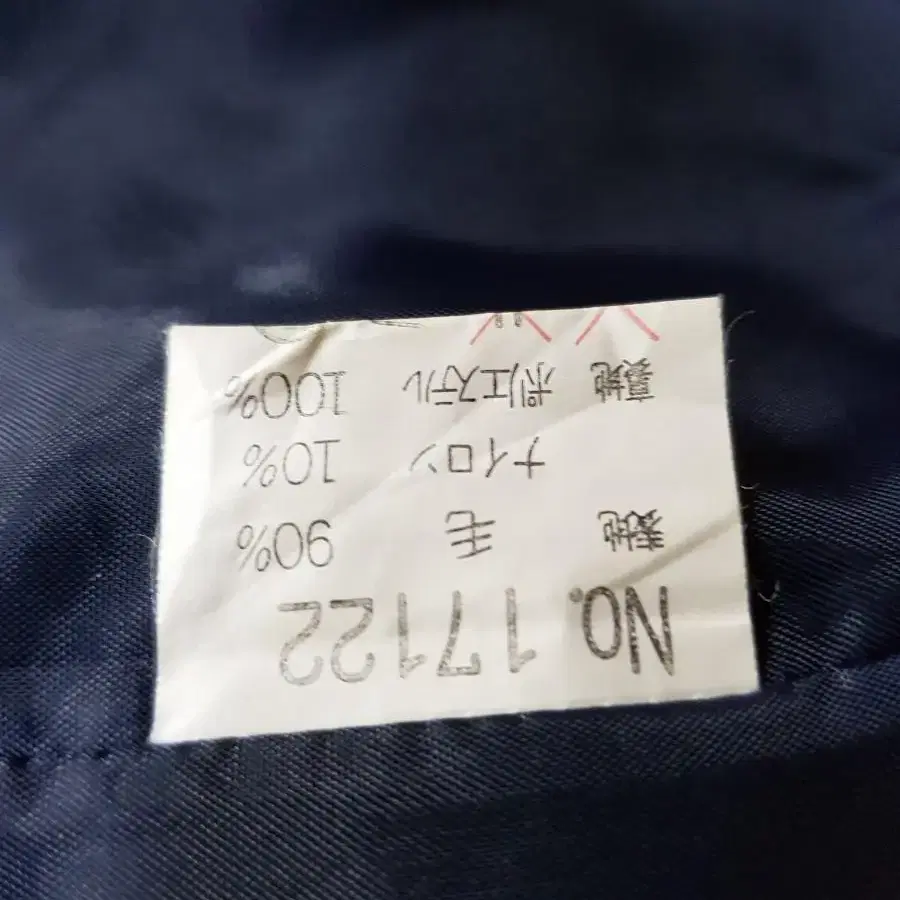 No. 17122
表地 毛 90%
ナイロン 10%
裏地 ポリエステル 100%